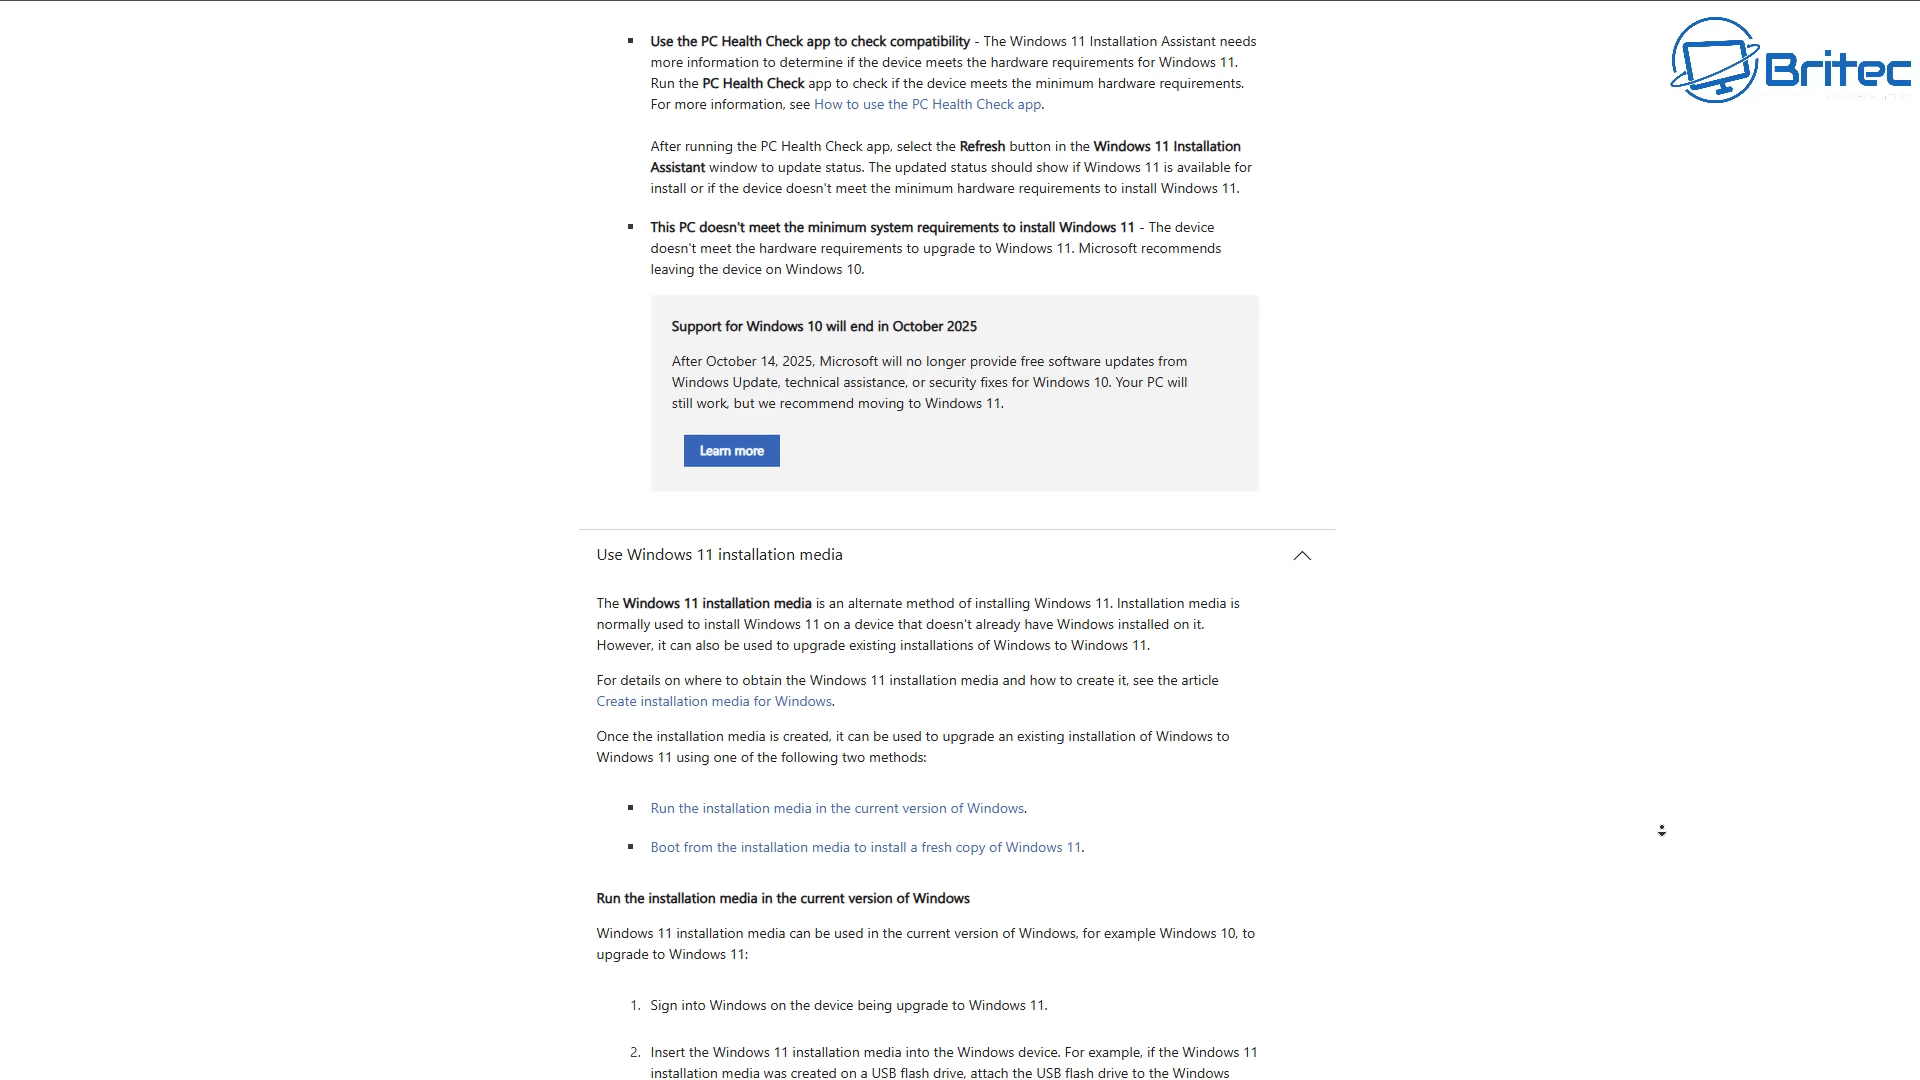 Britec
Use the PC Health Check app to check compatibility - The Windows 11 Installation Assistant needs
more information to determine if the device meets the hardware requirements for Windows 11.
Run the PC Health Check app to check if the device meets the minimum hardware requirements.
For more information, see How to use the PC Health Check app.
After running the PC Health Check app, select the Refresh button in the Windows 11 Installation
Assistant window to update status. The updated status should show if Windows 11 is available for
install or if the device doesn't meet the minimum hardware requirements to install Windows 11.
This PC doesn't meet the minimum system requirements to install Windows 11 - The device
doesn't meet the hardware requirements to upgrade to Windows 11. Microsoft recommends
leaving the device on Windows 10.
Support for Windows 10 will end in October 2025
After October 14, 2025, Microsoft will no longer provide free software updates from
Windows Update, technical assistance, or security fixes for Windows 10. Your PC will
still work, but we recommend moving to Windows 11.
Learn more
Use Windows 11 installation media
The Windows 11 installation media is an alternate method of installing Windows 11. Installation media is
normally used to install Windows 11 on a device that doesn't already have Windows installed on it.
However, it can also be used to upgrade existing installations of Windows to Windows 11.
For details on where to obtain the Windows 11 installation media and how to create it, see the article
Create installation media for Windows.
Once the installation media is created, it can be used to upgrade an existing installation of Windows to
Windows 11 using one of the following two methods:
Run the installation media in the current version of Windows.
Boot from the installation media to install a fresh copy of Windows 11.
Run the installation media in the current version of Windows
Windows 11 installation media can be used in the current version of Windows, for example Windows 10, to
upgrade to Windows 11:
1. Sign into Windows on the device being upgrade to Windows 11.
2. Insert the Windows 11 installation media into the Windows device. For example, if the Windows 11
installation media was created on a USB flash drive, attach the USB flash drive to the Windows